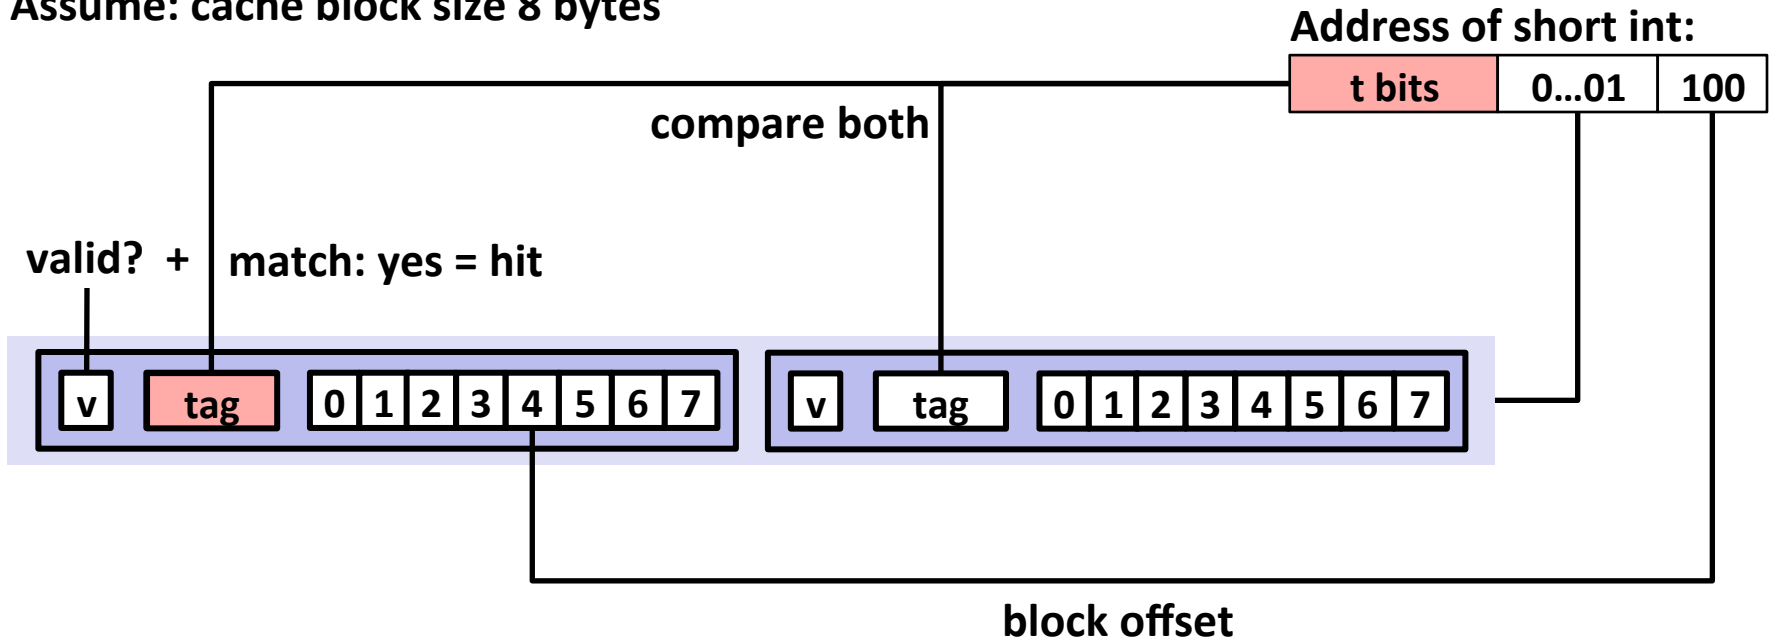 Assume: cache block size 8 bytes
Address of short int:
t bits 0...01 100
compare both
valid? + match: yes = hit
v tag 0 1 2 3 4 5 6 7 v tag 0 1 2 3 4 5 6 7
block offset